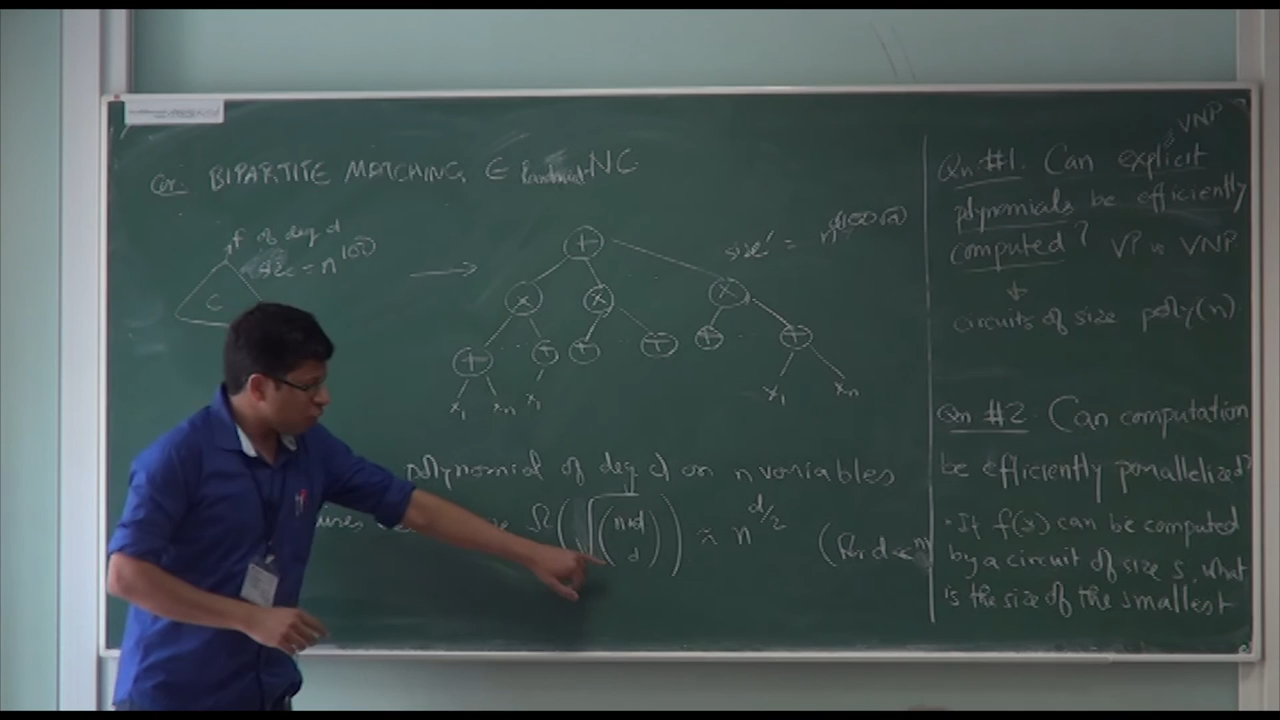 Cor. BIPARTITE MATCHING ∈ Randomized NC
f of deg d
size = n^100
C
size' = 
+
× × ×
+ + + + + +
x₁ xₙ x₁ x₁ xₙ
polynomial of deg d on n variables
Ω(√(n+d d)) ≈ n^{d/2} (for d < n)
VNP
Qn #1. Can explicit
polynomials be efficiently
computed? VP vs VNP
circuits of size poly(n).
Qn #2. Can computation
be efficiently parallelized?
· If f(x) can be computed
by a circuit of size s, what
is the size of the smallest